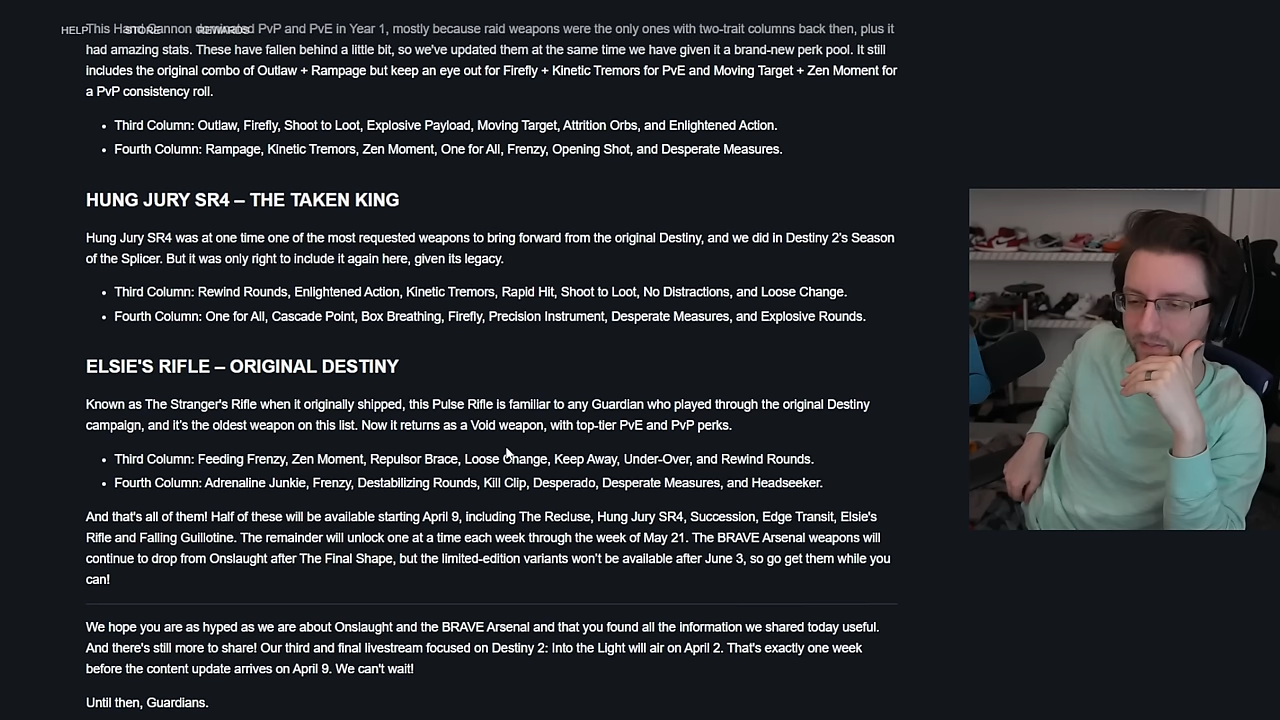 HELP STORE REWARDS
This Hand Cannon dominated PvP and PvE in Year 1, mostly because raid weapons were the only ones with two-trait columns back then, plus it
had amazing stats. These have fallen behind a little bit, so we've updated them at the same time we have given it a brand-new perk pool. It still
includes the original combo of Outlaw + Rampage but keep an eye out for Firefly + Kinetic Tremors for PvE and Moving Target + Zen Moment for
a PvP consistency roll.
• Third Column: Outlaw, Firefly, Shoot to Loot, Explosive Payload, Moving Target, Attrition Orbs, and Enlightened Action.
• Fourth Column: Rampage, Kinetic Tremors, Zen Moment, One for All, Frenzy, Opening Shot, and Desperate Measures.
HUNG JURY SR4 – THE TAKEN KING
Hung Jury SR4 was at one time one of the most requested weapons to bring forward from the original Destiny, and we did in Destiny 2's Season
of the Splicer. But it was only right to include it again here, given its legacy.
• Third Column: Rewind Rounds, Enlightened Action, Kinetic Tremors, Rapid Hit, Shoot to Loot, No Distractions, and Loose Change.
• Fourth Column: One for All, Cascade Point, Box Breathing, Firefly, Precision Instrument, Desperate Measures, and Explosive Rounds.
ELSIE'S RIFLE – ORIGINAL DESTINY
Known as The Stranger's Rifle when it originally shipped, this Pulse Rifle is familiar to any Guardian who played through the original Destiny
campaign, and it's the oldest weapon on this list. Now it returns as a Void weapon, with top-tier PvE and PvP perks.
• Third Column: Feeding Frenzy, Zen Moment, Repulsor Brace, Loose Change, Keep Away, Under-Over, and Rewind Rounds.
• Fourth Column: Adrenaline Junkie, Frenzy, Destabilizing Rounds, Kill Clip, Desperado, Desperate Measures, and Headseeker.
And that's all of them! Half of these will be available starting April 9, including The Recluse, Hung Jury SR4, Succession, Edge Transit, Elsie's
Rifle and Falling Guillotine. The remainder will unlock one at a time each week through the week of May 21. The BRAVE Arsenal weapons will
continue to drop from Onslaught after The Final Shape, but the limited-edition variants won't be available after June 3, so go get them while you
can!
We hope you are as hyped as we are about Onslaught and the BRAVE Arsenal and that you found all the information we shared today useful.
And there's still more to share! Our third and final livestream focused on Destiny 2: Into the Light will air on April 2. That's exactly one week
before the content update arrives on April 9. We can't wait!
Until then, Guardians.